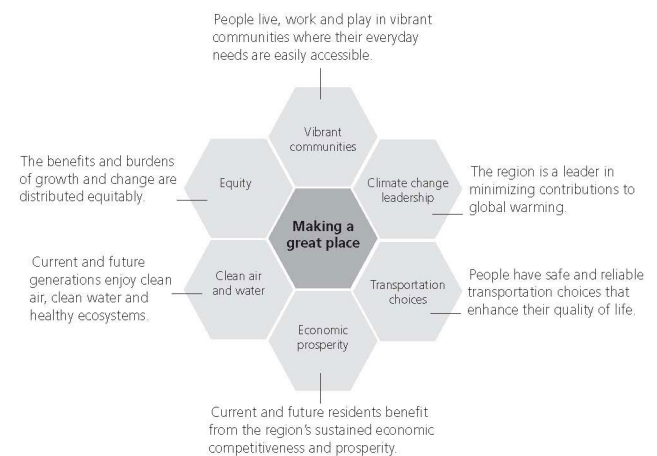 People live, work and play in vibrant
communities where their everyday
needs are easily accessible.
Vibrant
communities
The benefits and burdens
of growth and change are
distributed equitably.
Equity
Climate change
leadership
The region is a leader in
minimizing contributions to
global warming.
Making a
great place
Current and future
generations enjoy clean
air, clean water and
healthy ecosystems.
Clean air
and water
Transportation
choices
People have safe and reliable
transportation choices that
enhance their quality of life.
Economic
prosperity
Current and future residents benefit
from the region's sustained economic
competitiveness and prosperity.